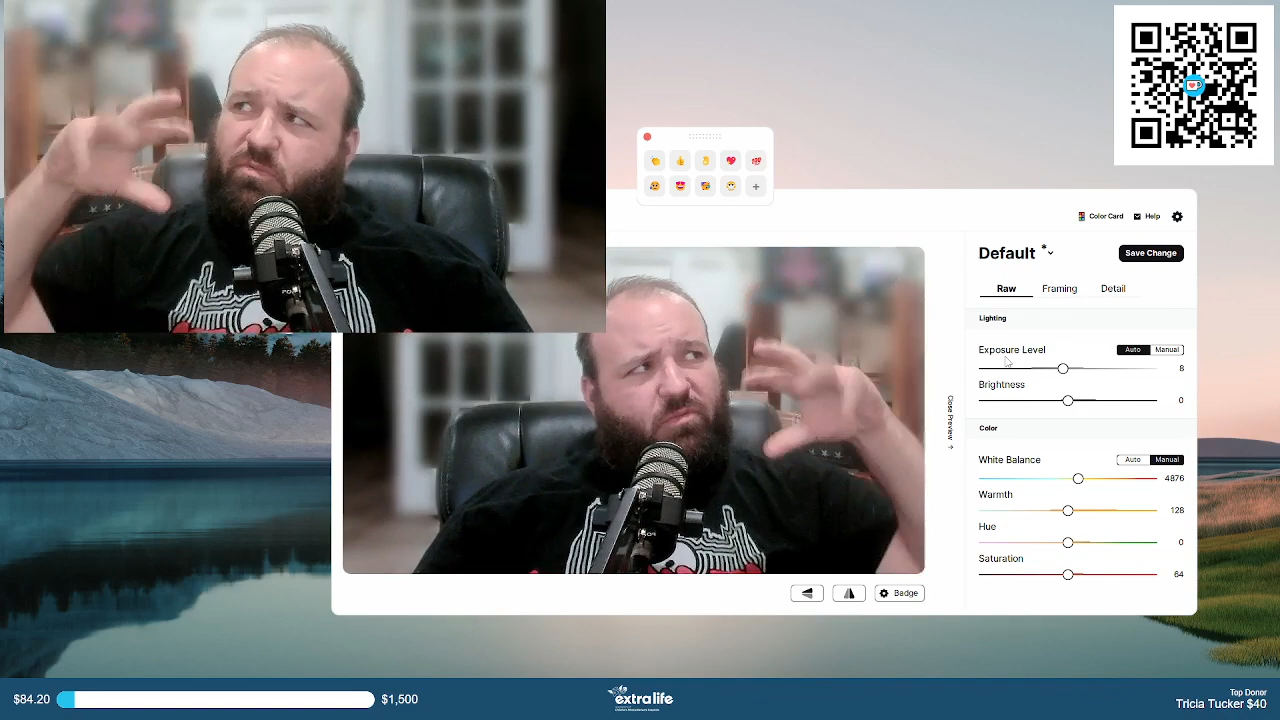 Color Card
Help
Default *
Save Change
Raw
Framing
Detail
Lighting
Exposure Level
Auto
Manual
8
Brightness
0
Color
White Balance
Auto
Manual
4876
Warmth
128
Hue
0
Saturation
64
Close Preview
Badge
$84.20
$1,500
extralife
Top Donor
Tricia Tucker $40